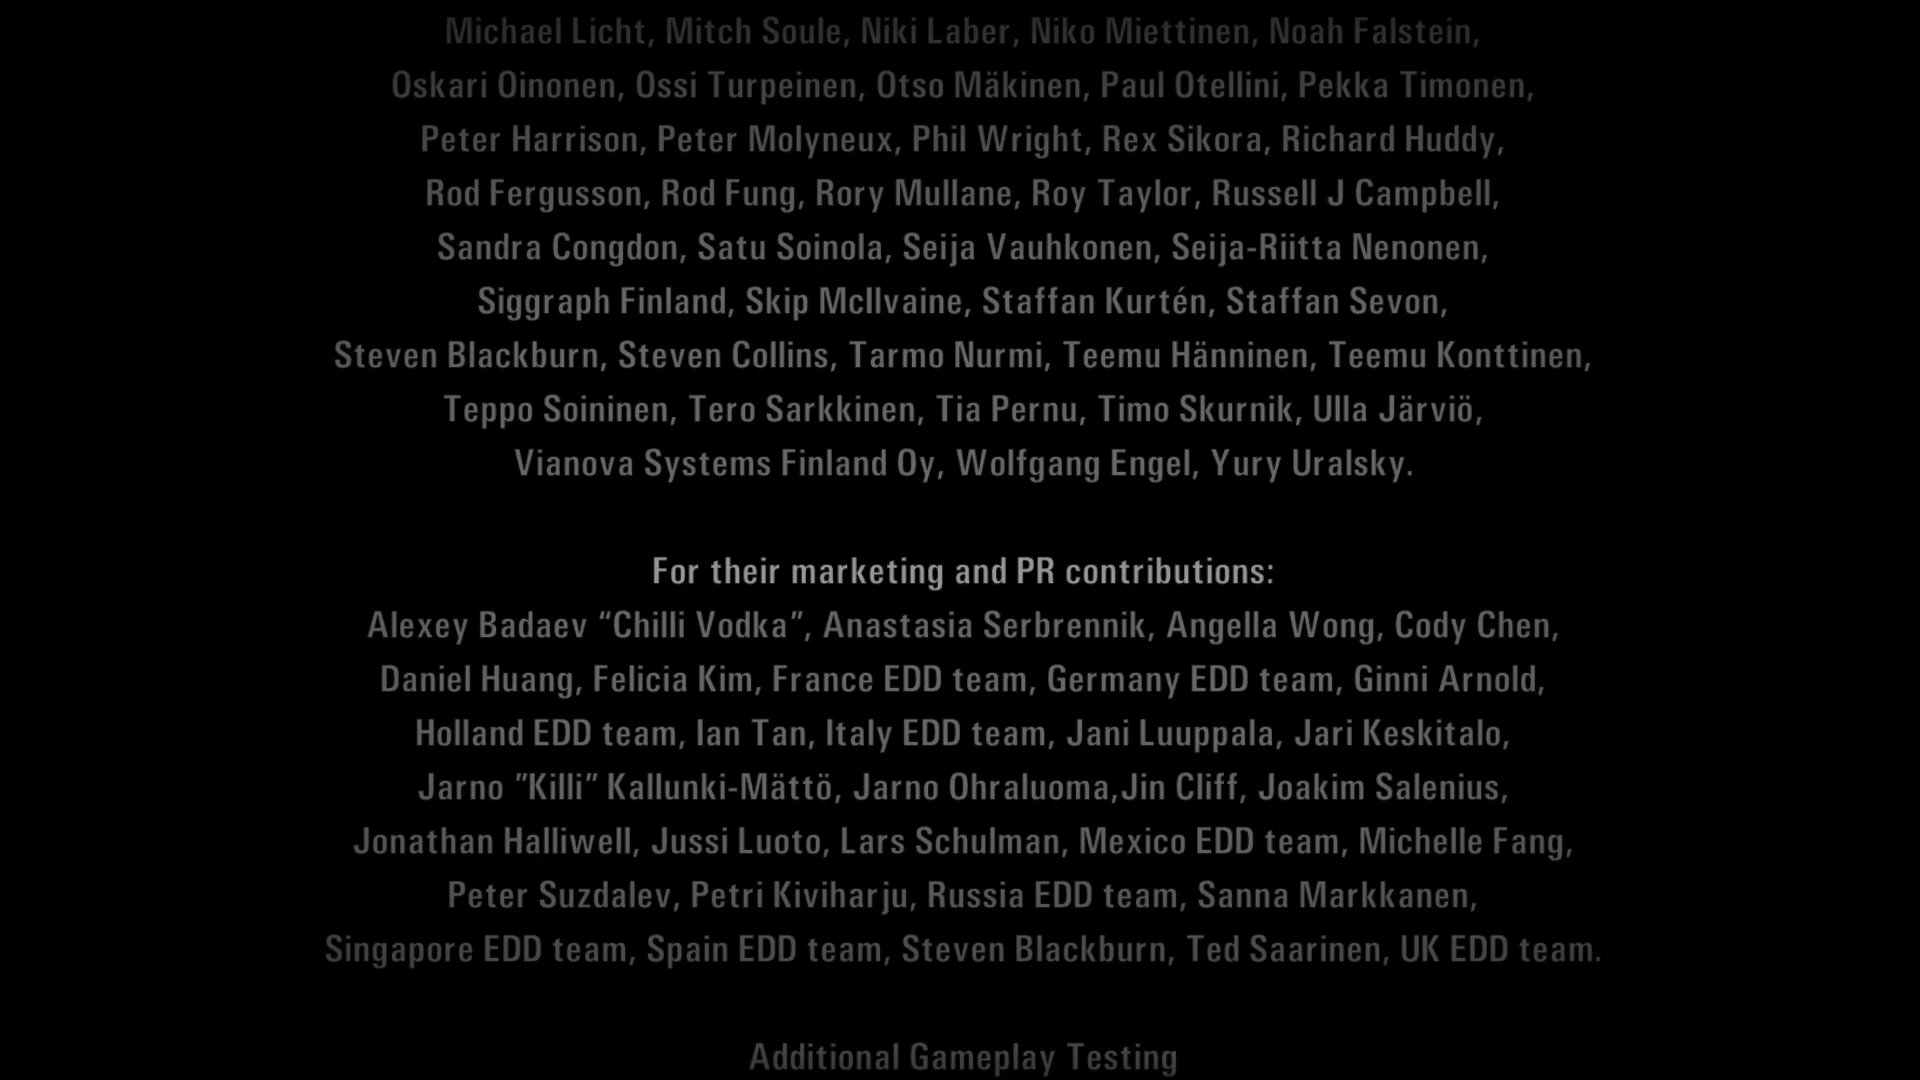 Michael Licht, Mitch Soule, Niki Laber, Niko Miettinen, Noah Falstein,
Oskari Oinonen, Ossi Turpeinen, Otso Mäkinen, Paul Otellini, Pekka Timonen,
Peter Harrison, Peter Molyneux, Phil Wright, Rex Sikora, Richard Huddy,
Rod Fergusson, Rod Fung, Rory Mullane, Roy Taylor, Russell J Campbell,
Sandra Congdon, Satu Soinola, Seija Vauhkonen, Seija-Riitta Nenonen,
Siggraph Finland, Skip McIlvaine, Staffan Kurtén, Staffan Sevon,
Steven Blackburn, Steven Collins, Tarmo Nurmi, Teemu Hänninen, Teemu Konttinen,
Teppo Soininen, Tero Sarkkinen, Tia Pernu, Timo Skurnik, Ulla Järviö,
Vianova Systems Finland Oy, Wolfgang Engel, Yury Uralsky.
For their marketing and PR contributions:
Alexey Badaev “Chilli Vodka”, Anastasia Serbrennik, Angella Wong, Cody Chen,
Daniel Huang, Felicia Kim, France EDD team, Germany EDD team, Ginni Arnold,
Holland EDD team, Ian Tan, Italy EDD team, Jani Luuppala, Jari Keskitalo,
Jarno ”Killi” Kallunki-Mättö, Jarno Ohraluoma,Jin Cliff, Joakim Salenius,
Jonathan Halliwell, Jussi Luoto, Lars Schulman, Mexico EDD team, Michelle Fang,
Peter Suzdalev, Petri Kiviharju, Russia EDD team, Sanna Markkanen,
Singapore EDD team, Spain EDD team, Steven Blackburn, Ted Saarinen, UK EDD team.
Additional Gameplay Testing